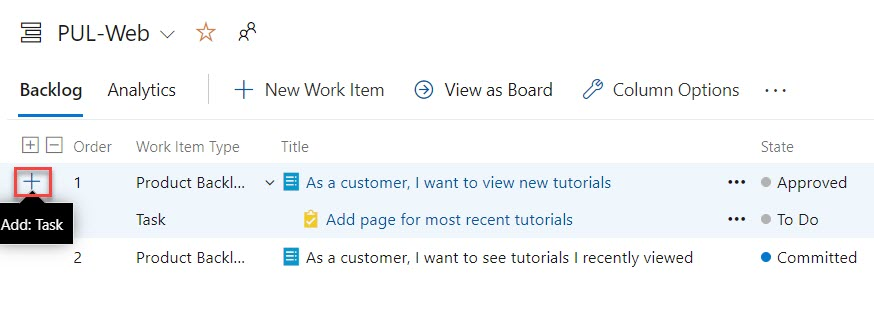 PUL-Web
Backlog Analytics New Work Item View as Board Column Options ...
Order Work Item Type Title State
1 Product Backl... As a customer, I want to view new tutorials ... Approved
Add: Task
Task Add page for most recent tutorials ... To Do
2 Product Backl... As a customer, I want to see tutorials I recently viewed Committed